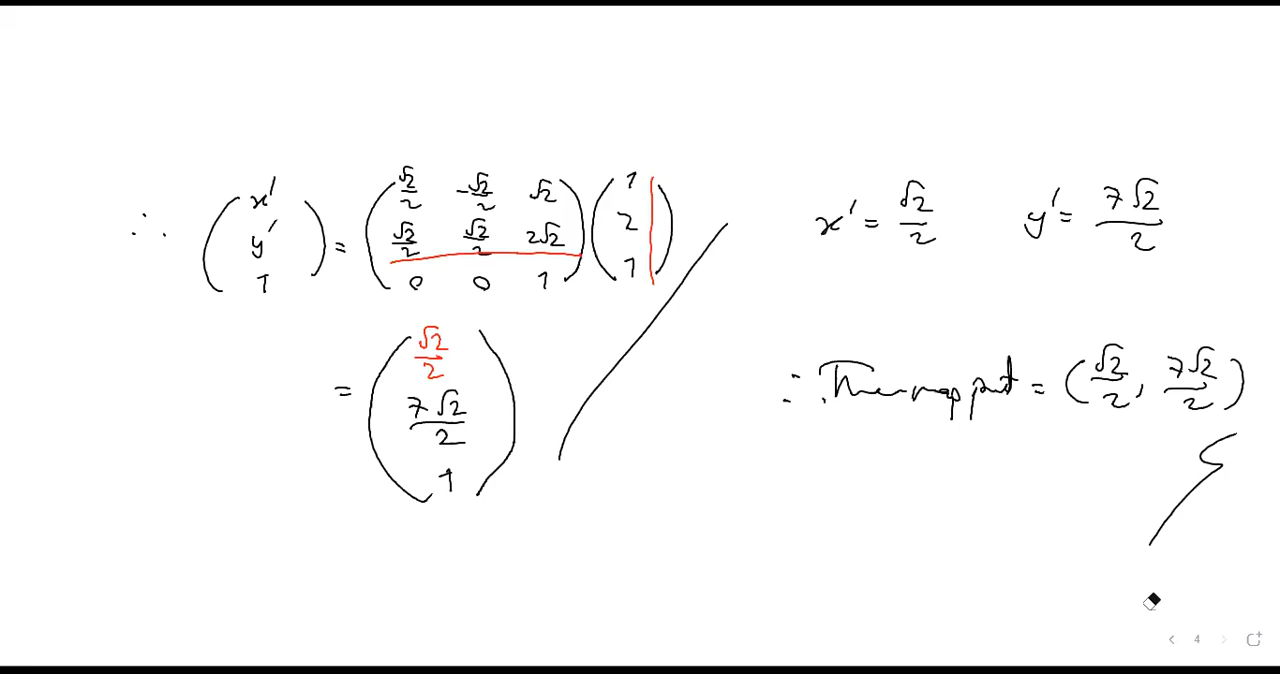 ∴ (x' y' 1) = (√2/2 -√2/2 √2 √2/2 √2/2 2√2 0 0 1) (1 2 1)
= (√2/2 7√2/2 1)
x' = √2/2 y' = 7√2/2
∴ The map = (√2/2, 7√2/2)
4